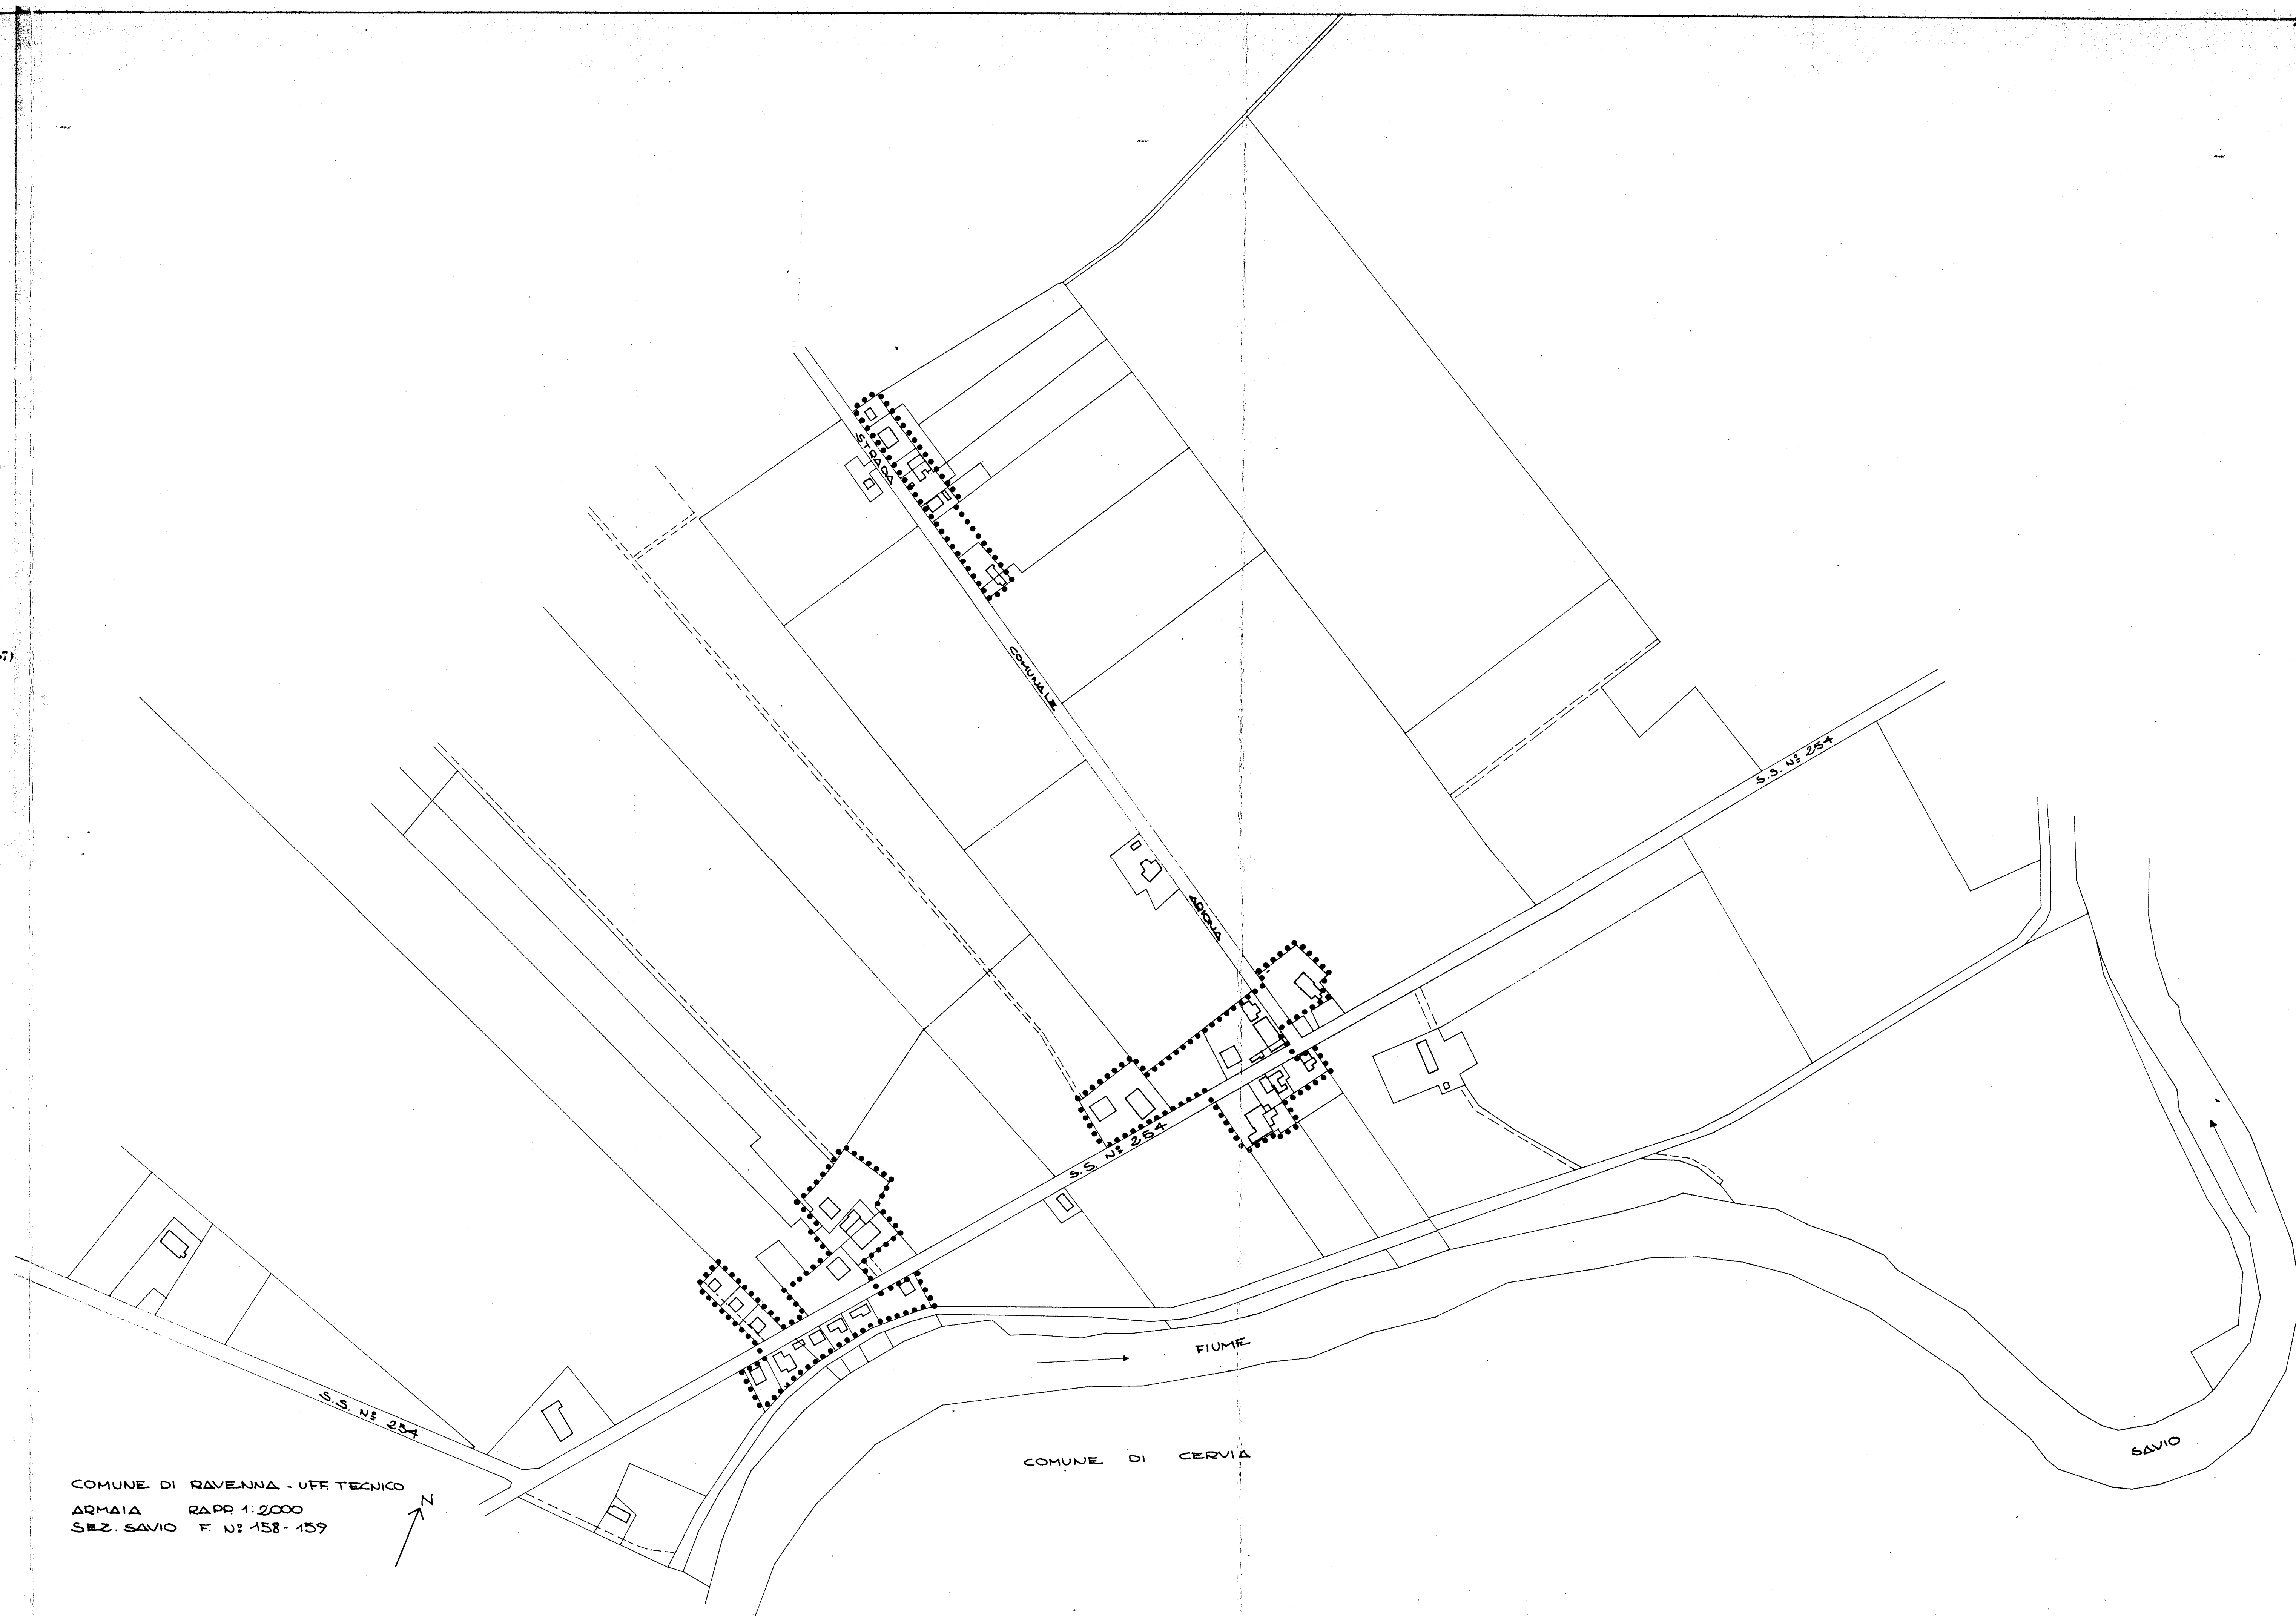 57)
STRADA
COMUNALE
S.S. Nº 254
ARIONA
S.S. Nº 254
FIUME
S.S. Nº 254
SAVIO
COMUNE DI CERVIA
COMUNE DI RAVENNA - UFF. TECNICO
ARMAIA RAPP. 1:2000
SEZ. SAVIO F. Nº 158-159
N